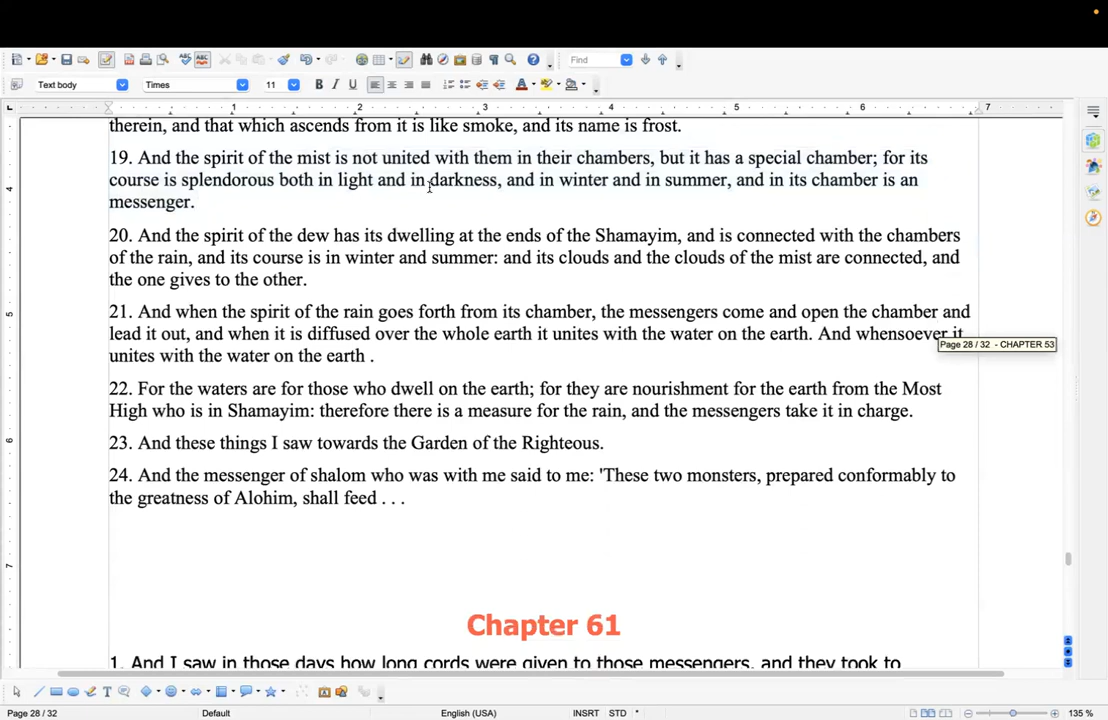 Find
Text body
Times
11
1
2
3
4
5
6
7
therein, and that which ascends from it is like smoke, and its name is frost.
19. And the spirit of the mist is not united with them in their chambers, but it has a special chamber; for its
course is splendorous both in light and in darkness, and in winter and in summer, and in its chamber is an
messenger.
20. And the spirit of the dew has its dwelling at the ends of the Shamayim, and is connected with the chambers
of the rain, and its course is in winter and summer: and its clouds and the clouds of the mist are connected, and
the one gives to the other.
21. And when the spirit of the rain goes forth from its chamber, the messengers come and open the chamber and
lead it out, and when it is diffused over the whole earth it unites with the water on the earth. And whensoever it
Page 28 / 32 - CHAPTER 53
unites with the water on the earth .
22. For the waters are for those who dwell on the earth; for they are nourishment for the earth from the Most
High who is in Shamayim: therefore there is a measure for the rain, and the messengers take it in charge.
23. And these things I saw towards the Garden of the Righteous.
24. And the messenger of shalom who was with me said to me: 'These two monsters, prepared conformably to
the greatness of Alohim, shall feed . . .
4
5
6
7
Chapter 61
1. And I saw in those days how long cords were given to those messengers, and they took to
Page 28 / 32
Default
English (USA)
INSRT
STD
*
135 %